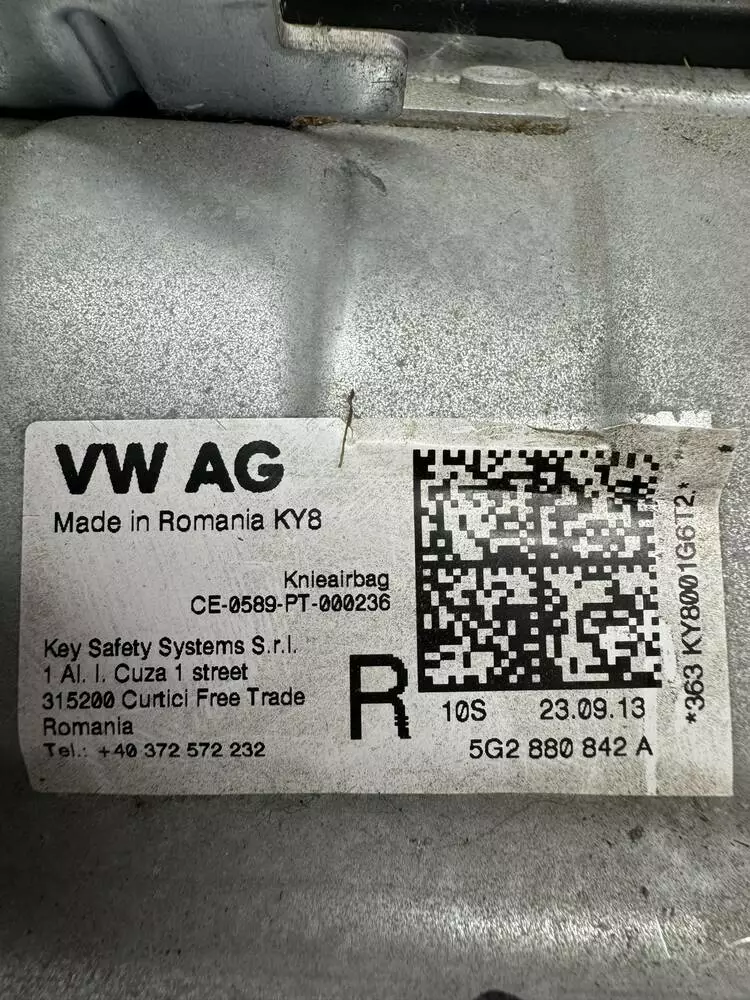 VW AG
Made in Romania KY8
Knieairbag
CE-0589-PT-000236
Key Safety Systems S.r.l.
1 Al. I. Cuza 1 street
315200 Curtici Free Trade
Romania
Tel.: +40 372 572 232
R
10S 23.09.13
5G2 880 842 A
*363 KY8001G6T2.*